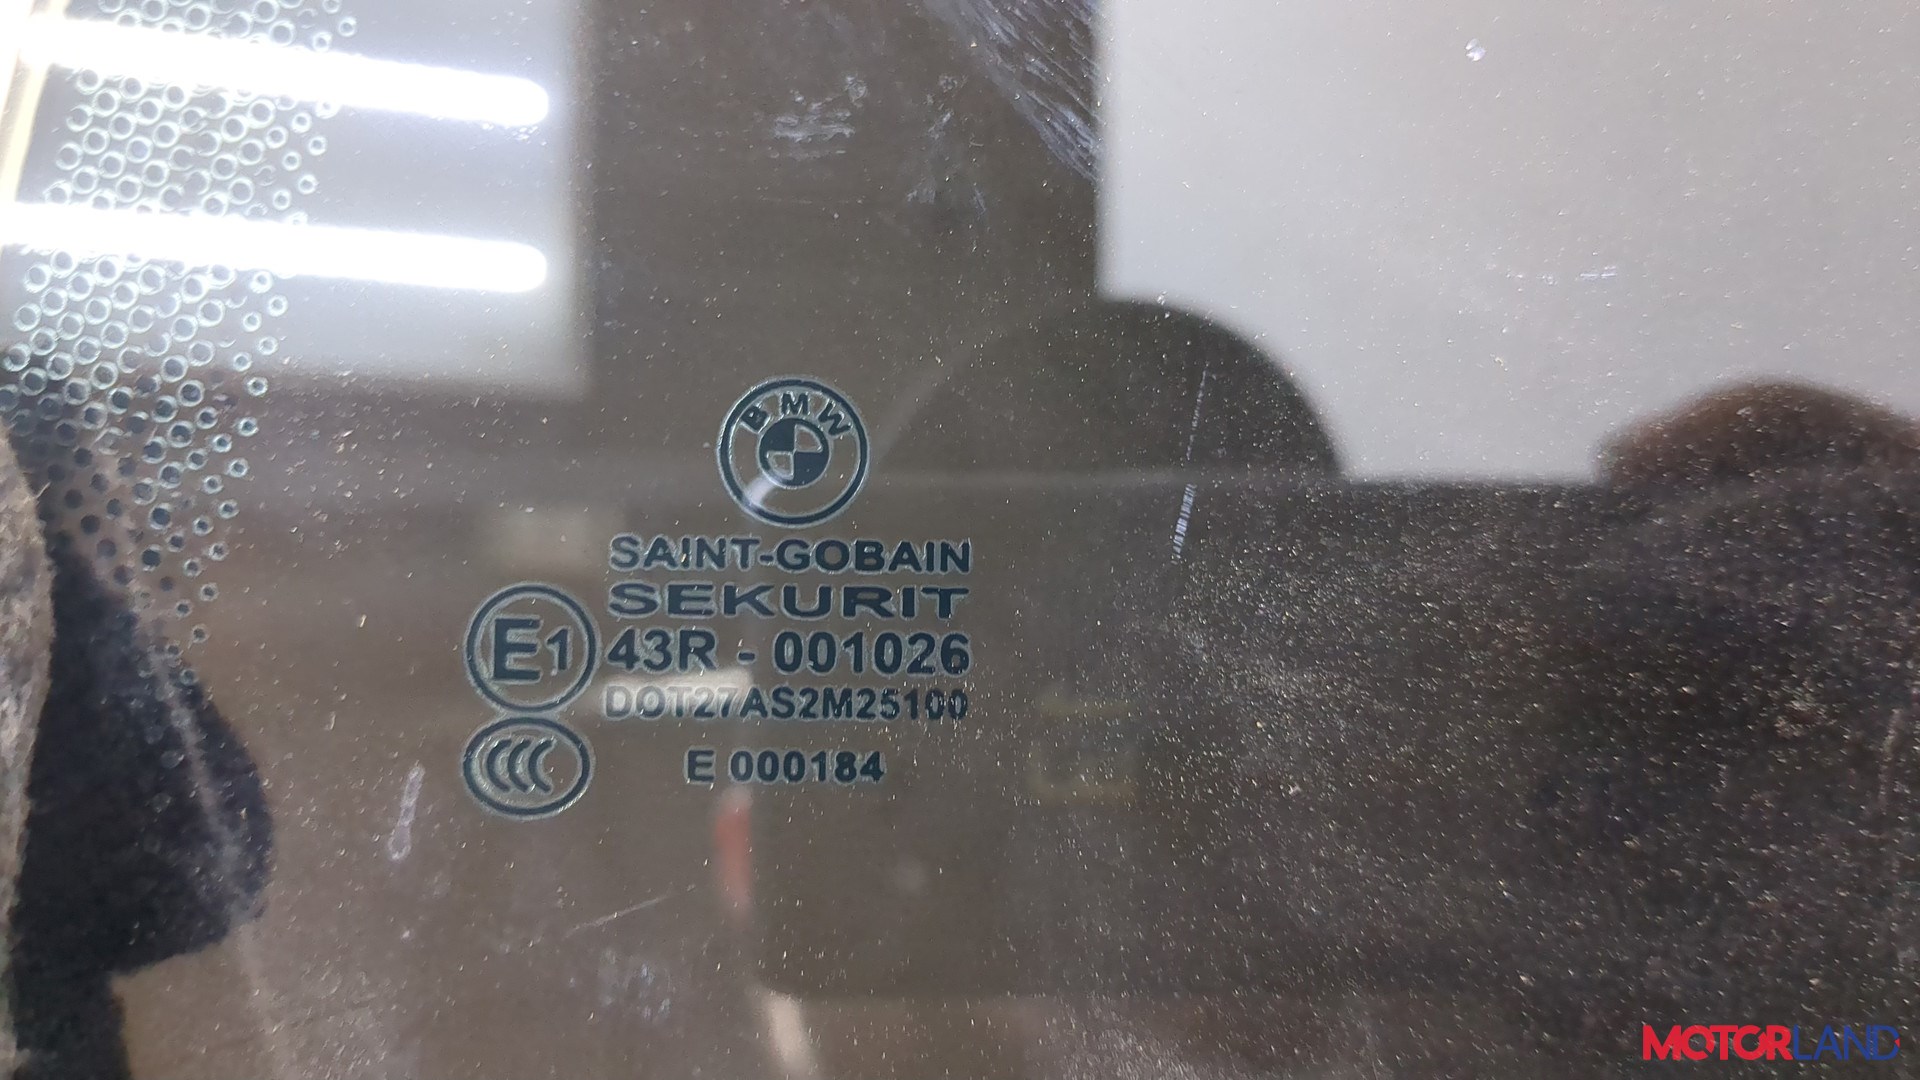 BMW
SAINT-GOBAIN
SEKURIT
E1 43R - 001026
DOT27AS2M25100
CCC E 000184
MOTORLAND